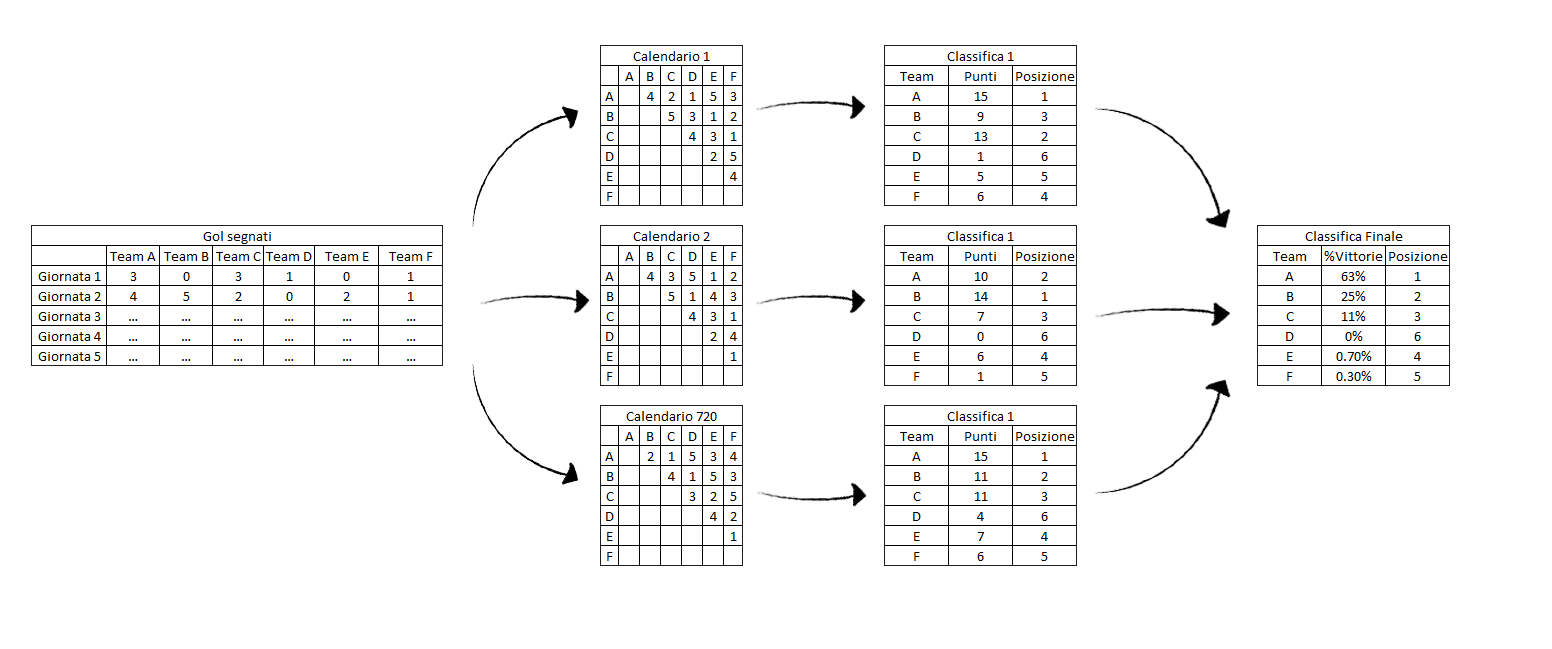 Gol segnati
Team A Team B Team C Team D Team E Team F
Giornata 1 3 0 3 1 0 1
Giornata 2 4 5 2 0 2 1
Giornata 3 ... ... ... ... ... ...
Giornata 4 ... ... ... ... ... ...
Giornata 5 ... ... ... ... ... ...
Calendario 1
A B C D E F
A 4 2 1 5 3
B 5 3 1 2
C 4 3 1
D 2 5
E 4
F
Classifica 1
Team Punti Posizione
A 15 1
B 9 3
C 13 2
D 1 6
E 5 5
F 6 4
Calendario 2
A B C D E F
A 4 3 5 1 2
B 5 1 4 3
C 4 3 1
D 2 4
E 1
F
Classifica 1
Team Punti Posizione
A 10 2
B 14 1
C 7 3
D 0 6
E 6 4
F 1 5
Calendario 720
A B C D E F
A 2 1 5 3 4
B 4 1 5 3
C 3 2 5
D 4 2
E 1
F
Classifica 1
Team Punti Posizione
A 15 1
B 11 2
C 11 3
D 4 6
E 7 4
F 6 5
Classifica Finale
Team %Vittorie Posizione
A 63% 1
B 25% 2
C 11% 3
D 0% 6
E 0.70% 4
F 0.30% 5